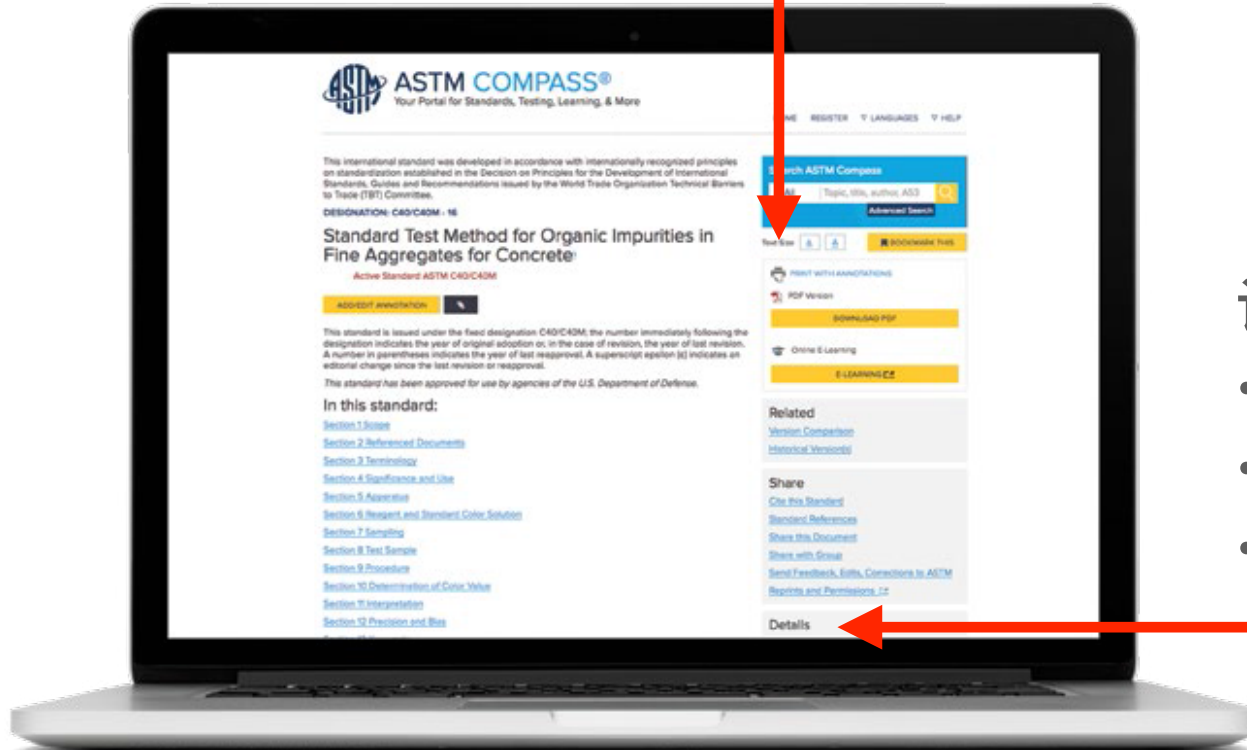 ASTM COMPASS®
Your Portal for Standards, Testing, Learning, & More
REGISTER ∇ LANGUAGES ∇ HELP
This international standard was developed in accordance with internationally recognized principles
on standardization established in the Decision on Principles for the Development of International
Standards, Guides and Recommendations issued by the World Trade Organization Technical Barriers
to Trade (TBT) Committee.
DESIGNATION: C40/C40M - 16
Standard Test Method for Organic Impurities in
Fine Aggregates for Concrete
Active Standard ASTM C40/C40M
ADD/EDIT ANNOTATION
This standard is issued under the fixed designation C40/C40M; the number immediately following the
designation indicates the year of original adoption or, in the case of revision, the year of last revision.
A number in parentheses indicates the year of last reapproval. A superscript epsilon (ε) indicates an
editorial change since the last revision or reapproval.
This standard has been approved for use by agencies of the U.S. Department of Defense.
In this standard:
Section 1 Scope
Section 2 Referenced Documents
Section 3 Terminology
Section 4 Significance and Use
Section 5 Apparatus
Section 6 Reagent and Standard Color Solution
Section 7 Sampling
Section 8 Test Sample
Section 9 Procedure
Section 10 Determination of Color Value
Section 11 Interpretation
Section 12 Precision and Bias
ASTM Compass
Topic, title, author, A53
Advanced Search
Text Size A A BOOKMARK THIS
PRINT WITH ANNOTATIONS
PDF Version
DOWNLOAD PDF
Online E-Learning
E-LEARNING
Related
Version Comparison
Historical Version(s)
Share
Cite this Standard
Standard References
Share this Document
Share with Group
Send Feedback, Edits, Corrections to ASTM
Reprints and Permissions
Details